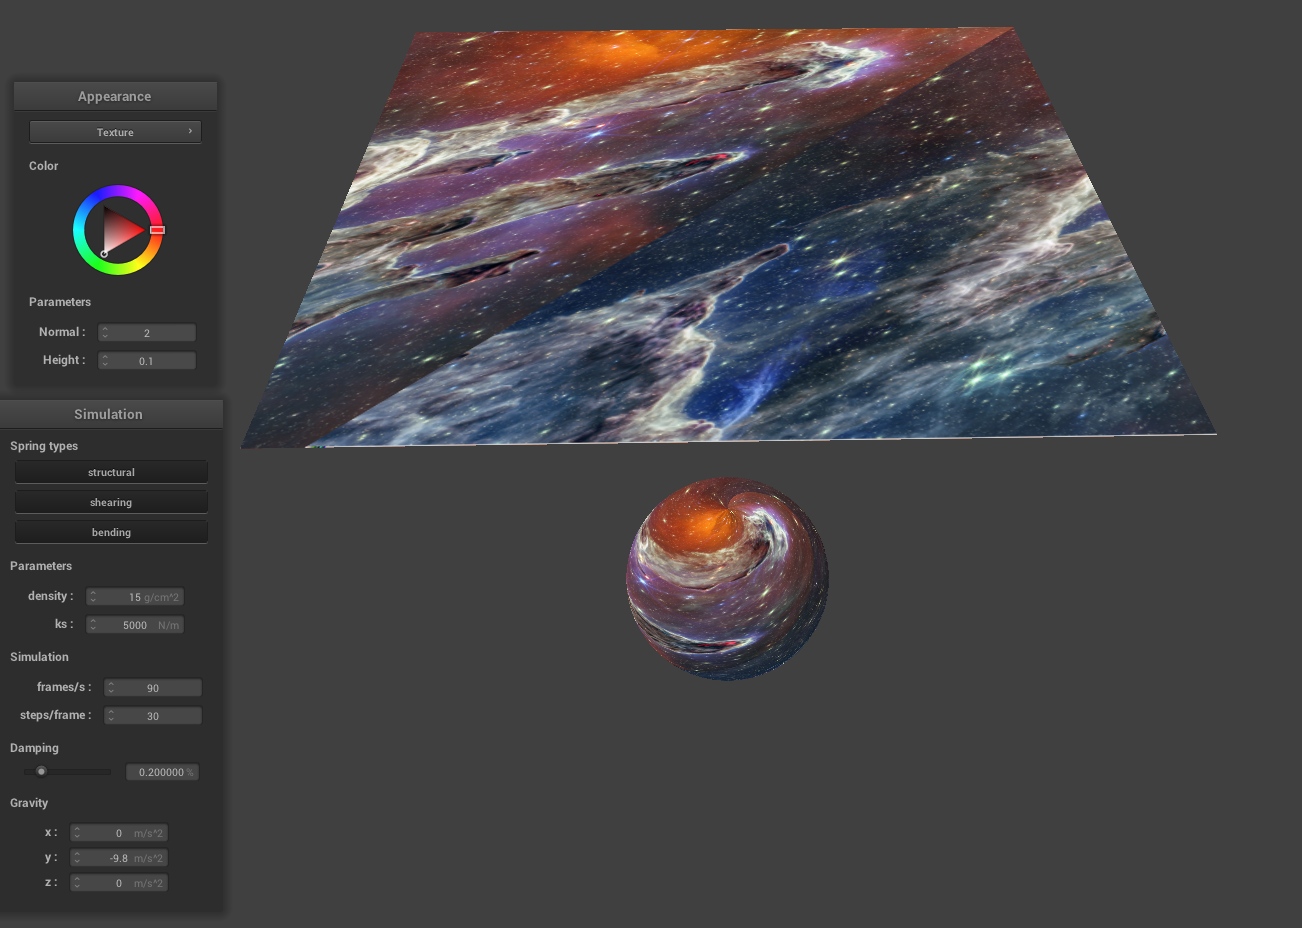 Appearance
Texture
Color
Parameters
Normal : 2
Height : 0.1
Simulation
Spring types
structural
shearing
bending
Parameters
density : 15 g/cm^2
ks : 5000 N/m
Simulation
frames/s : 90
steps/frame : 30
Damping
0.200000 %
Gravity
x : 0 m/s^2
y : -9.8 m/s^2
z : 0 m/s^2